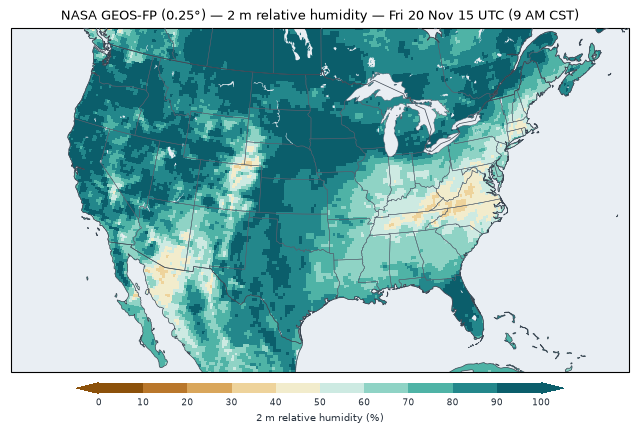 NASA GEOS-FP (0.25°) — 2 m relative humidity — Fri 20 Nov 15 UTC (9 AM CST)
0 10 20 30 40 50 60 70 80 90 100
2 m relative humidity (%)